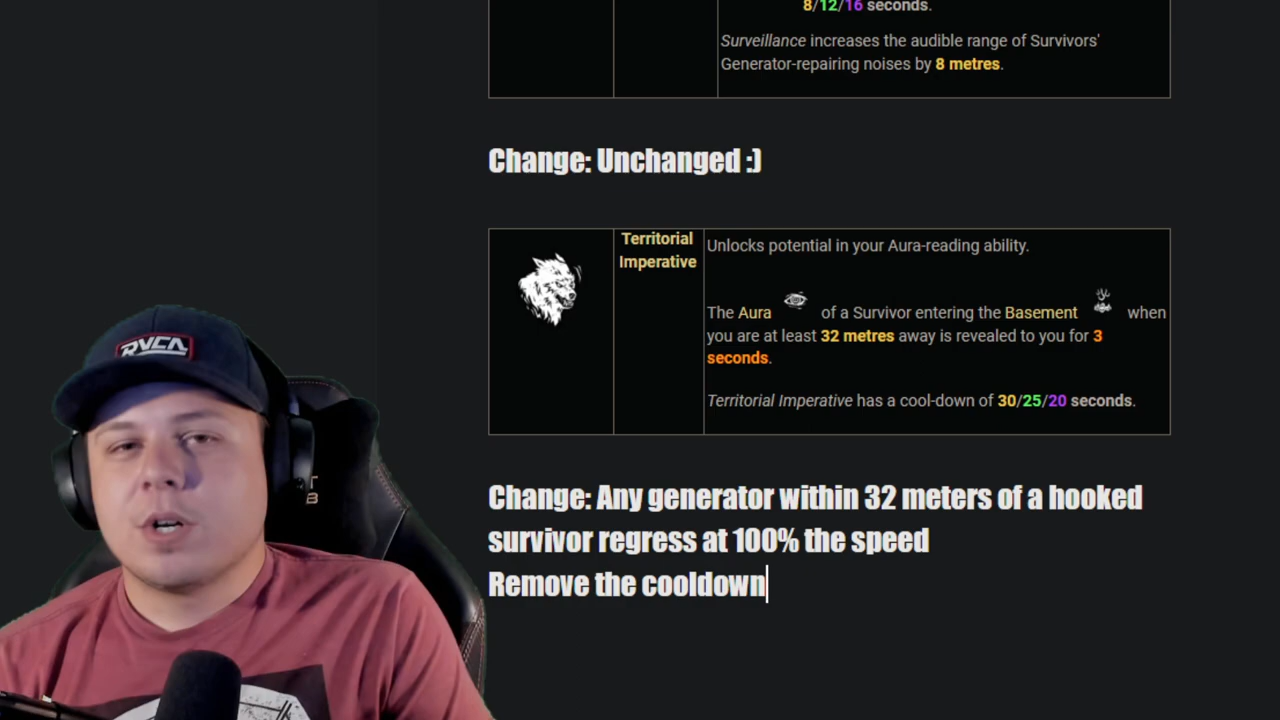 8/12/16 seconds.
Surveillance increases the audible range of Survivors'
Generator-repairing noises by 8 metres.
Change: Unchanged :)
Territorial
Imperative
Unlocks potential in your Aura-reading ability.
The Aura of a Survivor entering the Basement when
you are at least 32 metres away is revealed to you for 3
seconds.
Territorial Imperative has a cool-down of 30/25/20 seconds.
Change: Any generator within 32 meters of a hooked
survivor regress at 100% the speed
Remove the cooldown
RVCA